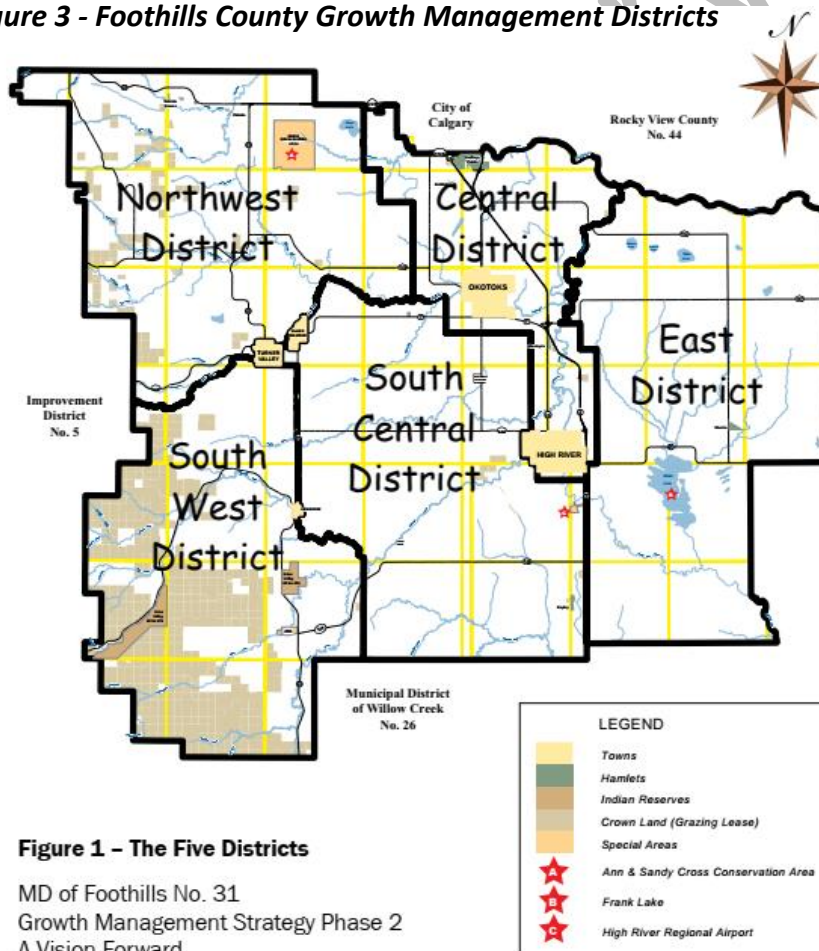 ure 3 - Foothills County Growth Management Districts
N
City of
Calgary
Rocky View County
No. 44
Northwest
District
Central
District
OKOTOKS
East
District
TURNER
VALLEY
South
Central
District
Improvement
District
No. 5
HIGH RIVER
South
West
District
Municipal District
of Willow Creek
No. 26
LEGEND
Towns
Hamlets
Indian Reserves
Crown Land (Grazing Lease)
Special Areas
A Ann & Sandy Cross Conservation Area
B Frank Lake
C High River Regional Airport
Figure 1 – The Five Districts
MD of Foothills No. 31
Growth Management Strategy Phase 2
A Vision Forward